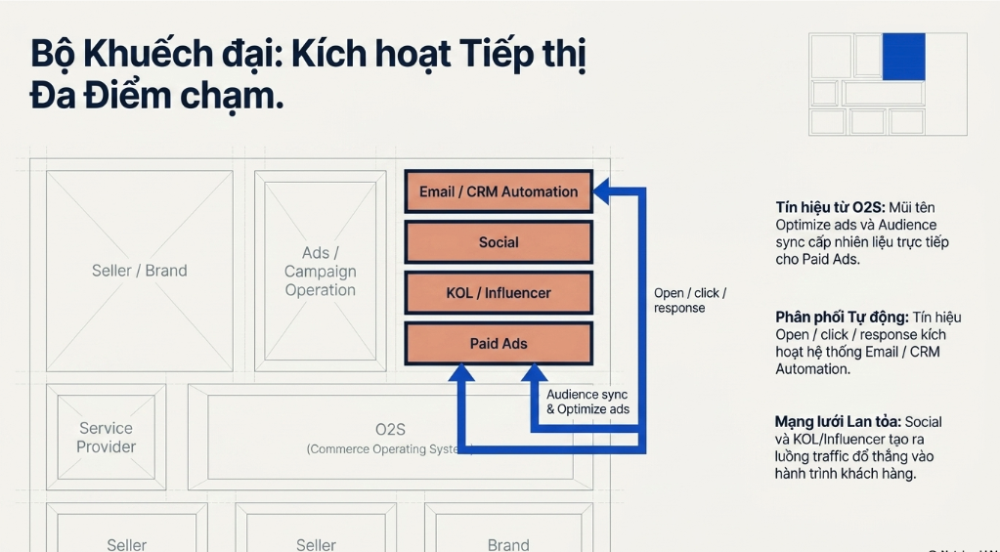 Bộ Khuếch đại: Kích hoạt Tiếp thị
Đa Điểm chạm.
Seller / Brand
Ads /
Campaign
Operation
Email / CRM Automation
Social
KOL / Influencer
Paid Ads
Open / click /
response
Audience sync
& Optimize ads
Service
Provider
O2S
(Commerce Operating System)
Seller
Seller
Brand
Tín hiệu từ O2S: Mũi tên
Optimize ads và Audience
sync cấp nhiên liệu trực tiếp
cho Paid Ads.
Phân phối Tự động: Tín hiệu
Open / click / response kích
hoạt hệ thống Email / CRM
Automation.
Mạng lưới Lan tỏa: Social
và KOL/Influencer tạo ra
luồng traffic đổ thẳng vào
hành trình khách hàng.